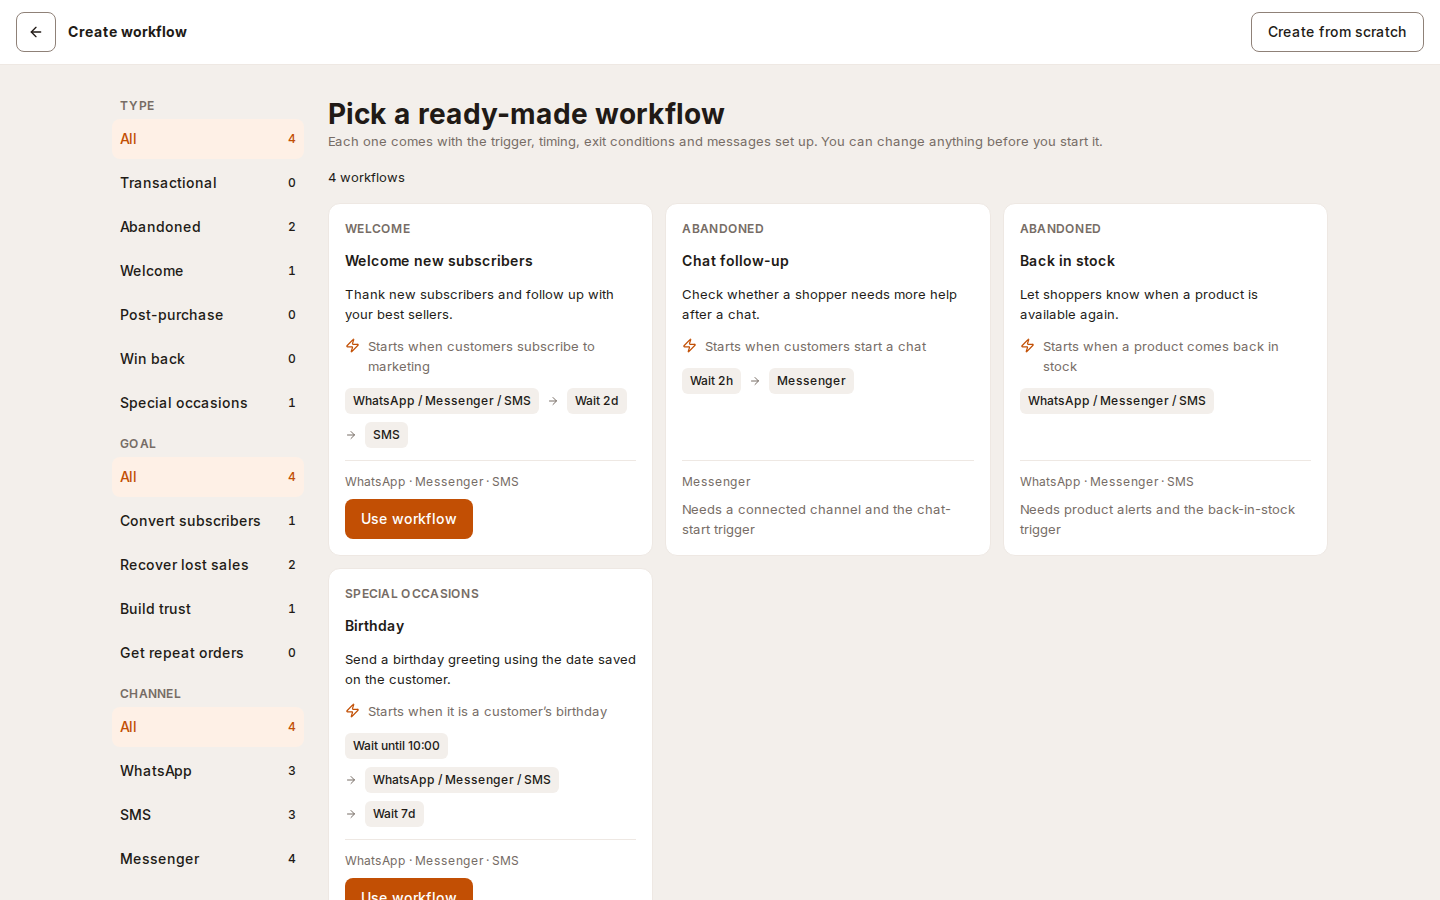 Create workflow
Create from scratch
TYPE
All 4
Transactional 0
Abandoned 2
Welcome 1
Post-purchase 0
Win back 0
Special occasions 1
GOAL
All 4
Convert subscribers 1
Recover lost sales 2
Build trust 1
Get repeat orders 0
CHANNEL
All 4
WhatsApp 3
SMS 3
Messenger 4
Pick a ready-made workflow
Each one comes with the trigger, timing, exit conditions and messages set up. You can change anything before you start it.
4 workflows
WELCOME
Welcome new subscribers
Thank new subscribers and follow up with
your best sellers.
Starts when customers subscribe to
marketing
WhatsApp / Messenger / SMS → Wait 2d
→ SMS
WhatsApp · Messenger · SMS
Use workflow
ABANDONED
Chat follow-up
Check whether a shopper needs more help
after a chat.
Starts when customers start a chat
Wait 2h → Messenger
Messenger
Needs a connected channel and the chat-
start trigger
ABANDONED
Back in stock
Let shoppers know when a product is
available again.
Starts when a product comes back in
stock
WhatsApp / Messenger / SMS
WhatsApp · Messenger · SMS
Needs product alerts and the back-in-stock
trigger
SPECIAL OCCASIONS
Birthday
Send a birthday greeting using the date saved
on the customer.
Starts when it is a customer’s birthday
Wait until 10:00
→ WhatsApp / Messenger / SMS
→ Wait 7d
WhatsApp · Messenger · SMS
Use workflow